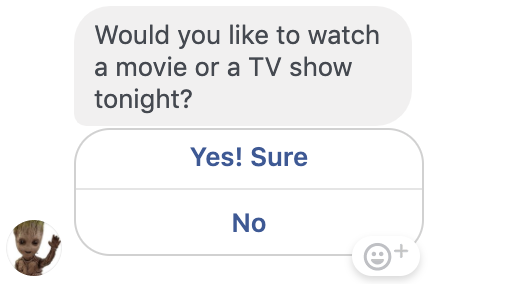 Would you like to watch
a movie or a TV show
tonight?
Yes! Sure
No